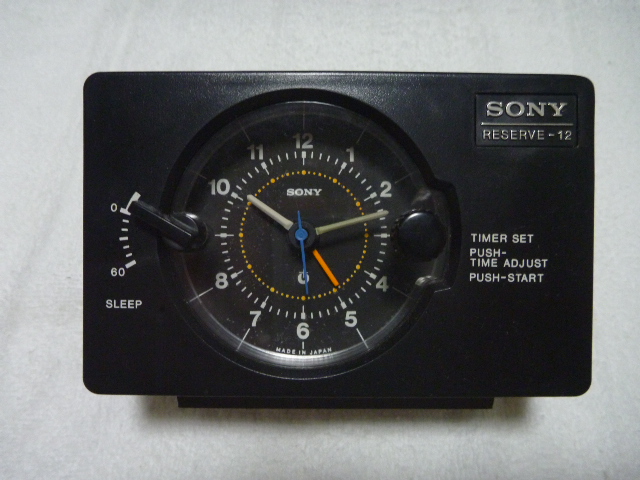 SONY
RESERVE-12
12
11
1
10
2
SONY
8
4
7
5
6
MADE IN JAPAN
0
60
SLEEP
TIMER SET
PUSH-
TIME ADJUST
PUSH-START